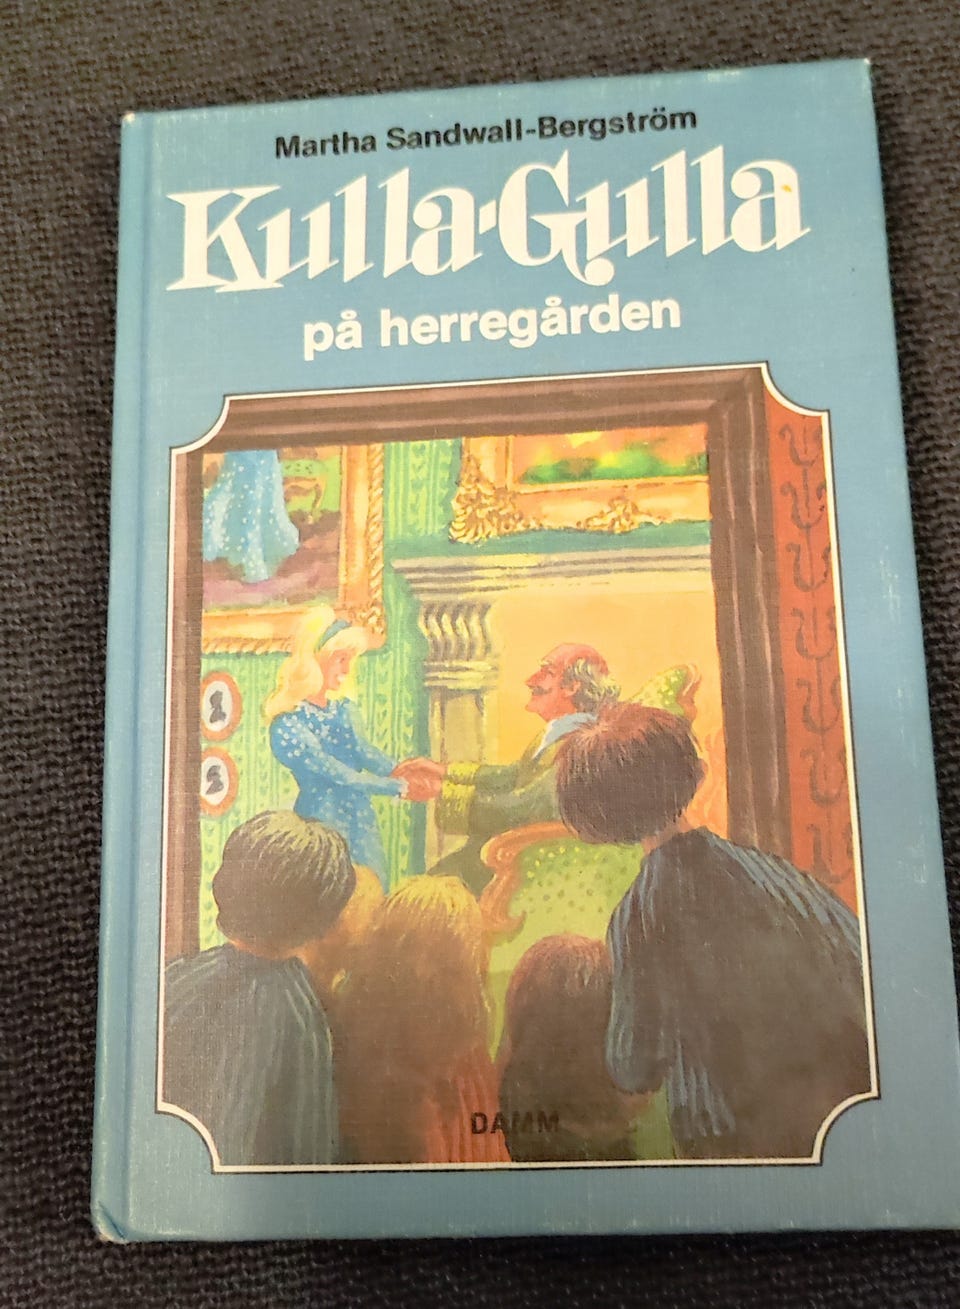 Martha Sandwall-Bergström
Kulla-Gulla
på herregården
DAMM